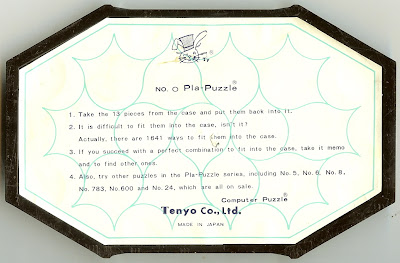 No. 0 Pla-Puzzle®
1. Take the 13 pieces from the case and put them back into it.
2. It is difficult to fit them into the case, isn't it?
Actually, there are 1641 ways to fit them into the case.
3. If you succeed with a perfect combination to fit into the case, take it memo
and to find other ones.
4. Also, try other puzzles in the Pla-Puzzle series, including No. 5, No. 6, No. 8,
No. 783, No. 600 and No. 24, which are all on sale.
Computer Puzzle®
Tenyo Co., Ltd.
MADE IN JAPAN